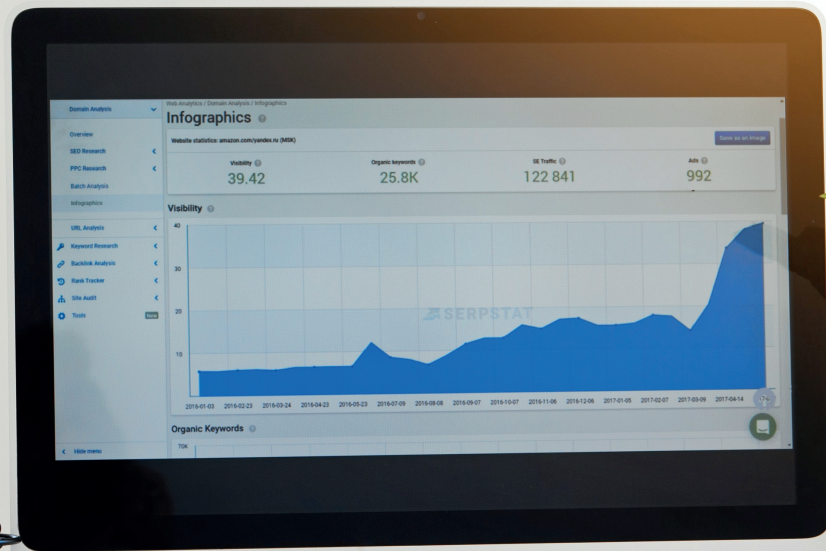 Domain Analysis
Overview
SEO Research
PPC Research
Batch Analysis
Infographics
URL Analysis
Keyword Research
Backlink Analysis
Rank Tracker
Site Audit
Tools New
Hide menu
Web Analytics / Domain Analysis / Infographics
Infographics
Website statistics: amazon.com/yandex.ru (MSK)
Save as an image
Visibility Organic keywords SE Traffic Ads
39.42 25.8K 122 841 992
Visibility
40
30
20
10
SERPSTAT
2016-01-03 2016-02-23 2016-03-24 2016-04-23 2016-05-23 2016-07-09 2016-08-08 2016-09-07 2016-10-07 2016-11-06 2016-12-06 2017-01-05 2017-02-07 2017-03-09 2017-04-14
Organic Keywords
70K